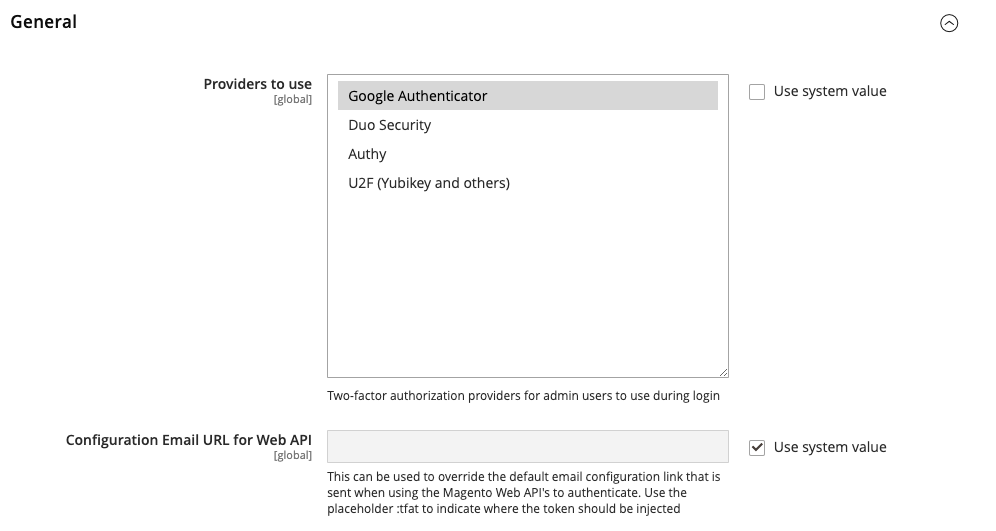 General
Providers to use
[global]
Google Authenticator
Duo Security
Authy
U2F (Yubikey and others)
Use system value
Two-factor authorization providers for admin users to use during login
Configuration Email URL for Web API
[global]
Use system value
This can be used to override the default email configuration link that is
sent when using the Magento Web API's to authenticate. Use the
placeholder :tfat to indicate where the token should be injected